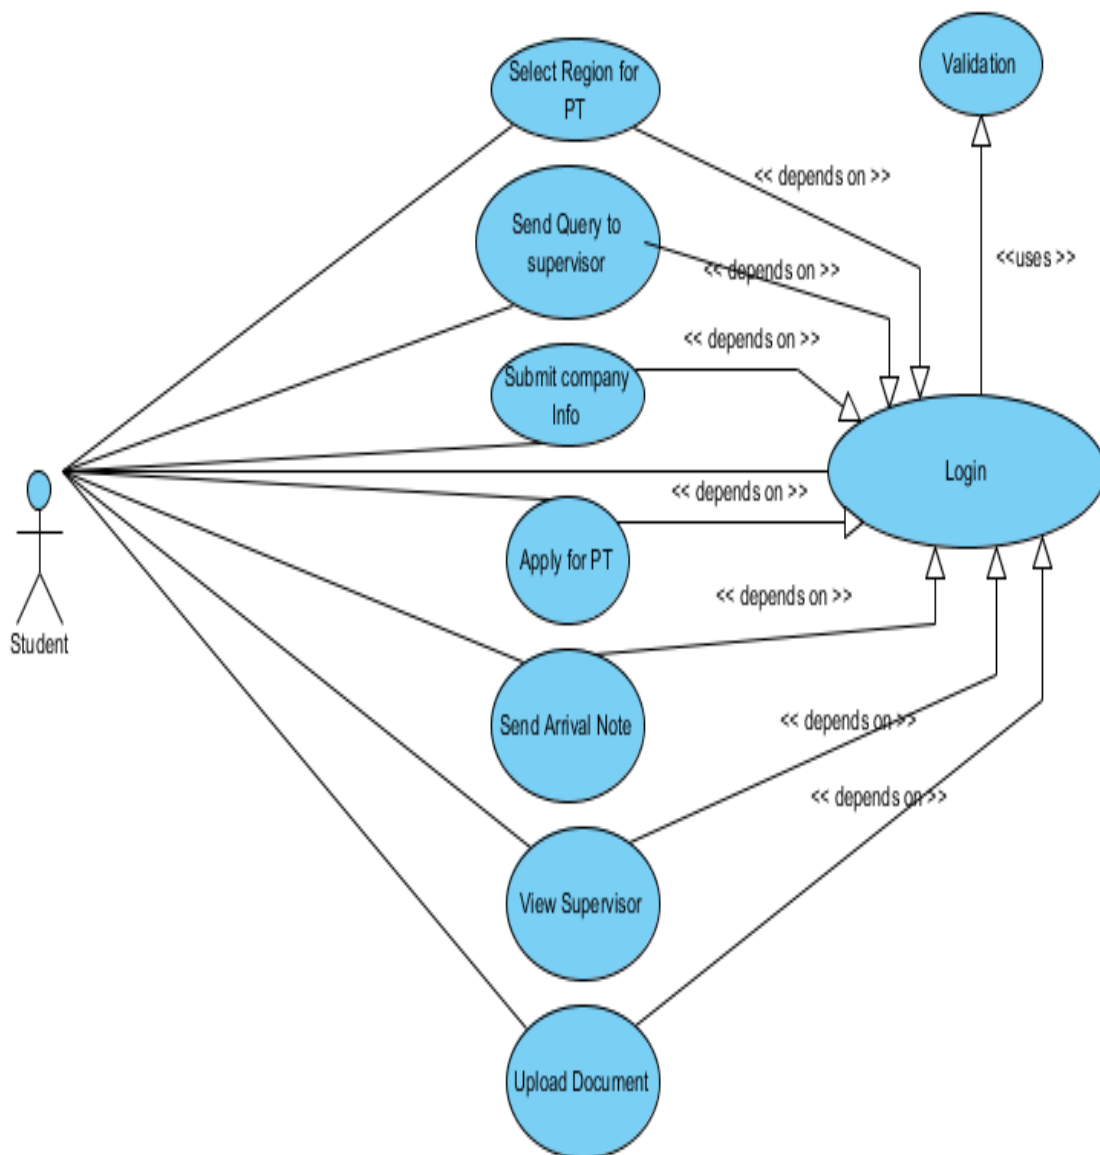 Select Region for
PT
Validation
<< depends on >>
Send Query to
supervisor
<< depends on >>
<<uses >>
<< depends on >>
Submit company
Info
Login
<< depends on >>
Apply for PT
<< depends on >>
Student
Send Arrival Note
<< depends on >>
<< depends on >>
View Supervisor
Upload Document